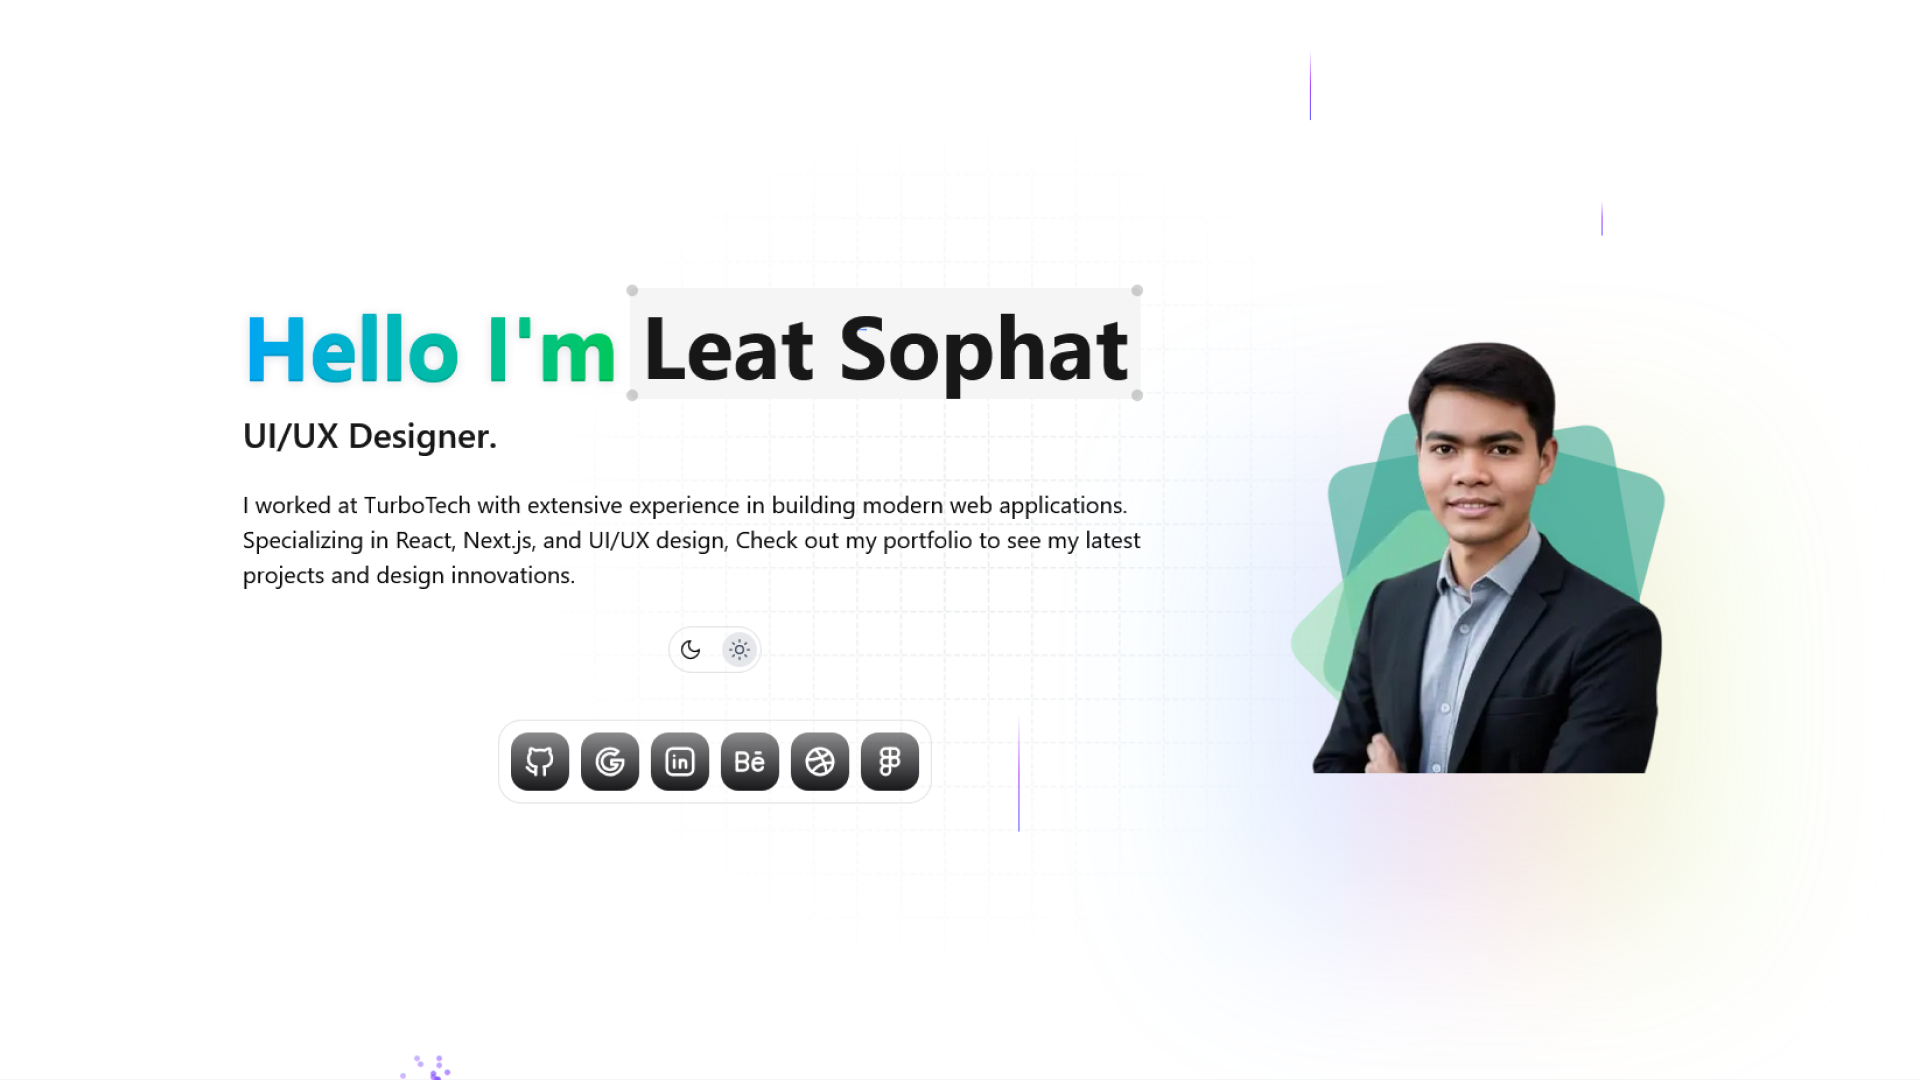 Hello I'm Leat Sophat
UI/UX Designer.
I worked at TurboTech with extensive experience in building modern web applications.
Specializing in React, Next.js, and UI/UX design, Check out my portfolio to see my latest
projects and design innovations.
in Bē